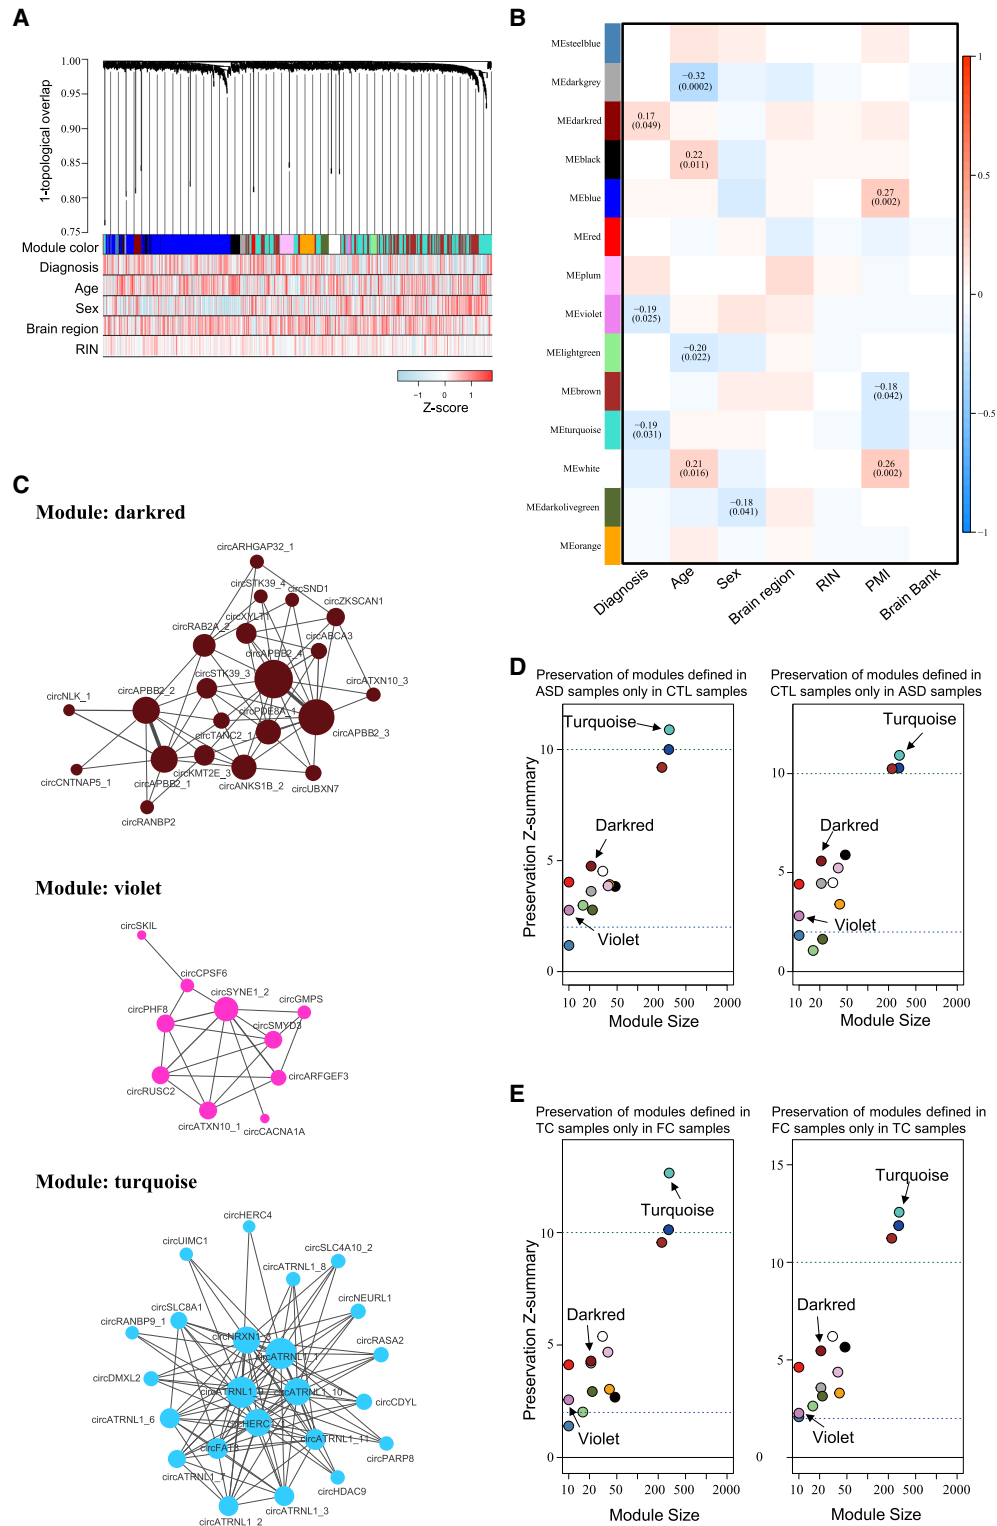 A
1.00
0.95
0.90
0.85
0.80
0.75
1-topological overlap
Module color
Diagnosis
Age
Sex
Brain region
RIN
−1 0 1
Z-score
B
MEsteelblue
MEdarkgrey
MEdarkred
MEblack
MEblue
MEred
MEplum
MEviolet
MElightgreen
MEbrown
MEturquoise
MEwhite
MEdarkolivegreen
MEorange
−0.32
(0.0002)
0.17
(0.049)
0.22
(0.011)
0.27
(0.002)
−0.19
(0.025)
−0.20
(0.022)
−0.18
(0.042)
−0.19
(0.031)
0.21
(0.016)
0.26
(0.002)
−0.18
(0.041)
Diagnosis
Age
Sex
Brain region
RIN
PMI
Brain Bank
1
0.5
0
−0.5
−1
C
Module: darkred
circARHGAP32_1
circSTK39_4
circSND1
circZKSCAN1
circXYLT1
circRAB2A_2
circABCA3
circAPBB2_4
circSTK39_3
circATXN10_3
circNLK_1
circAPBB2_2
circPDE8A_1
circTANC2_1
circAPBB2_3
circKMT2E_3
circCNTNAP5_1
circAPBB2_1
circANKS1B_2
circUBXN7
circRANBP2
Module: violet
circSKIL
circCPSF6
circSYNE1_2
circGMPS
circPHF8
circSMYD3
circARFGEF3
circRUSC2
circATXN10_1
circCACNA1A
Module: turquoise
circHERC4
circUIMC1
circSLC4A10_2
circATRNL1_8
circNEURL1
circSLC8A1
circRANBP9_1
circNRXN1_3
circRASA2
circATRNL1_1
circDMXL2
circATRNL1_10
circCDYL
circATRNL1_6
circATRNL1_11
circFAT3
circPARP8
circATRNL1_7
circHDAC9
circATRNL1_3
circATRNL1_2
D
Preservation of modules defined in
ASD samples only in CTL samples
Turquoise
Darkred
Violet
10
5
0
Preservation Z-summary
10 20 50 200 500 2000
Module Size
Preservation of modules defined in
CTL samples only in ASD samples
Turquoise
Darkred
Violet
10
5
0
10 20 50 200 500 2000
Module Size
E
Preservation of modules defined in
TC samples only in FC samples
Turquoise
Darkred
Violet
10
5
0
Preservation Z-summary
10 20 50 200 500 2000
Module Size
Preservation of modules defined in
FC samples only in TC samples
Turquoise
Darkred
Violet
15
10
5
0
10 20 50 200 500 2000
Module Size